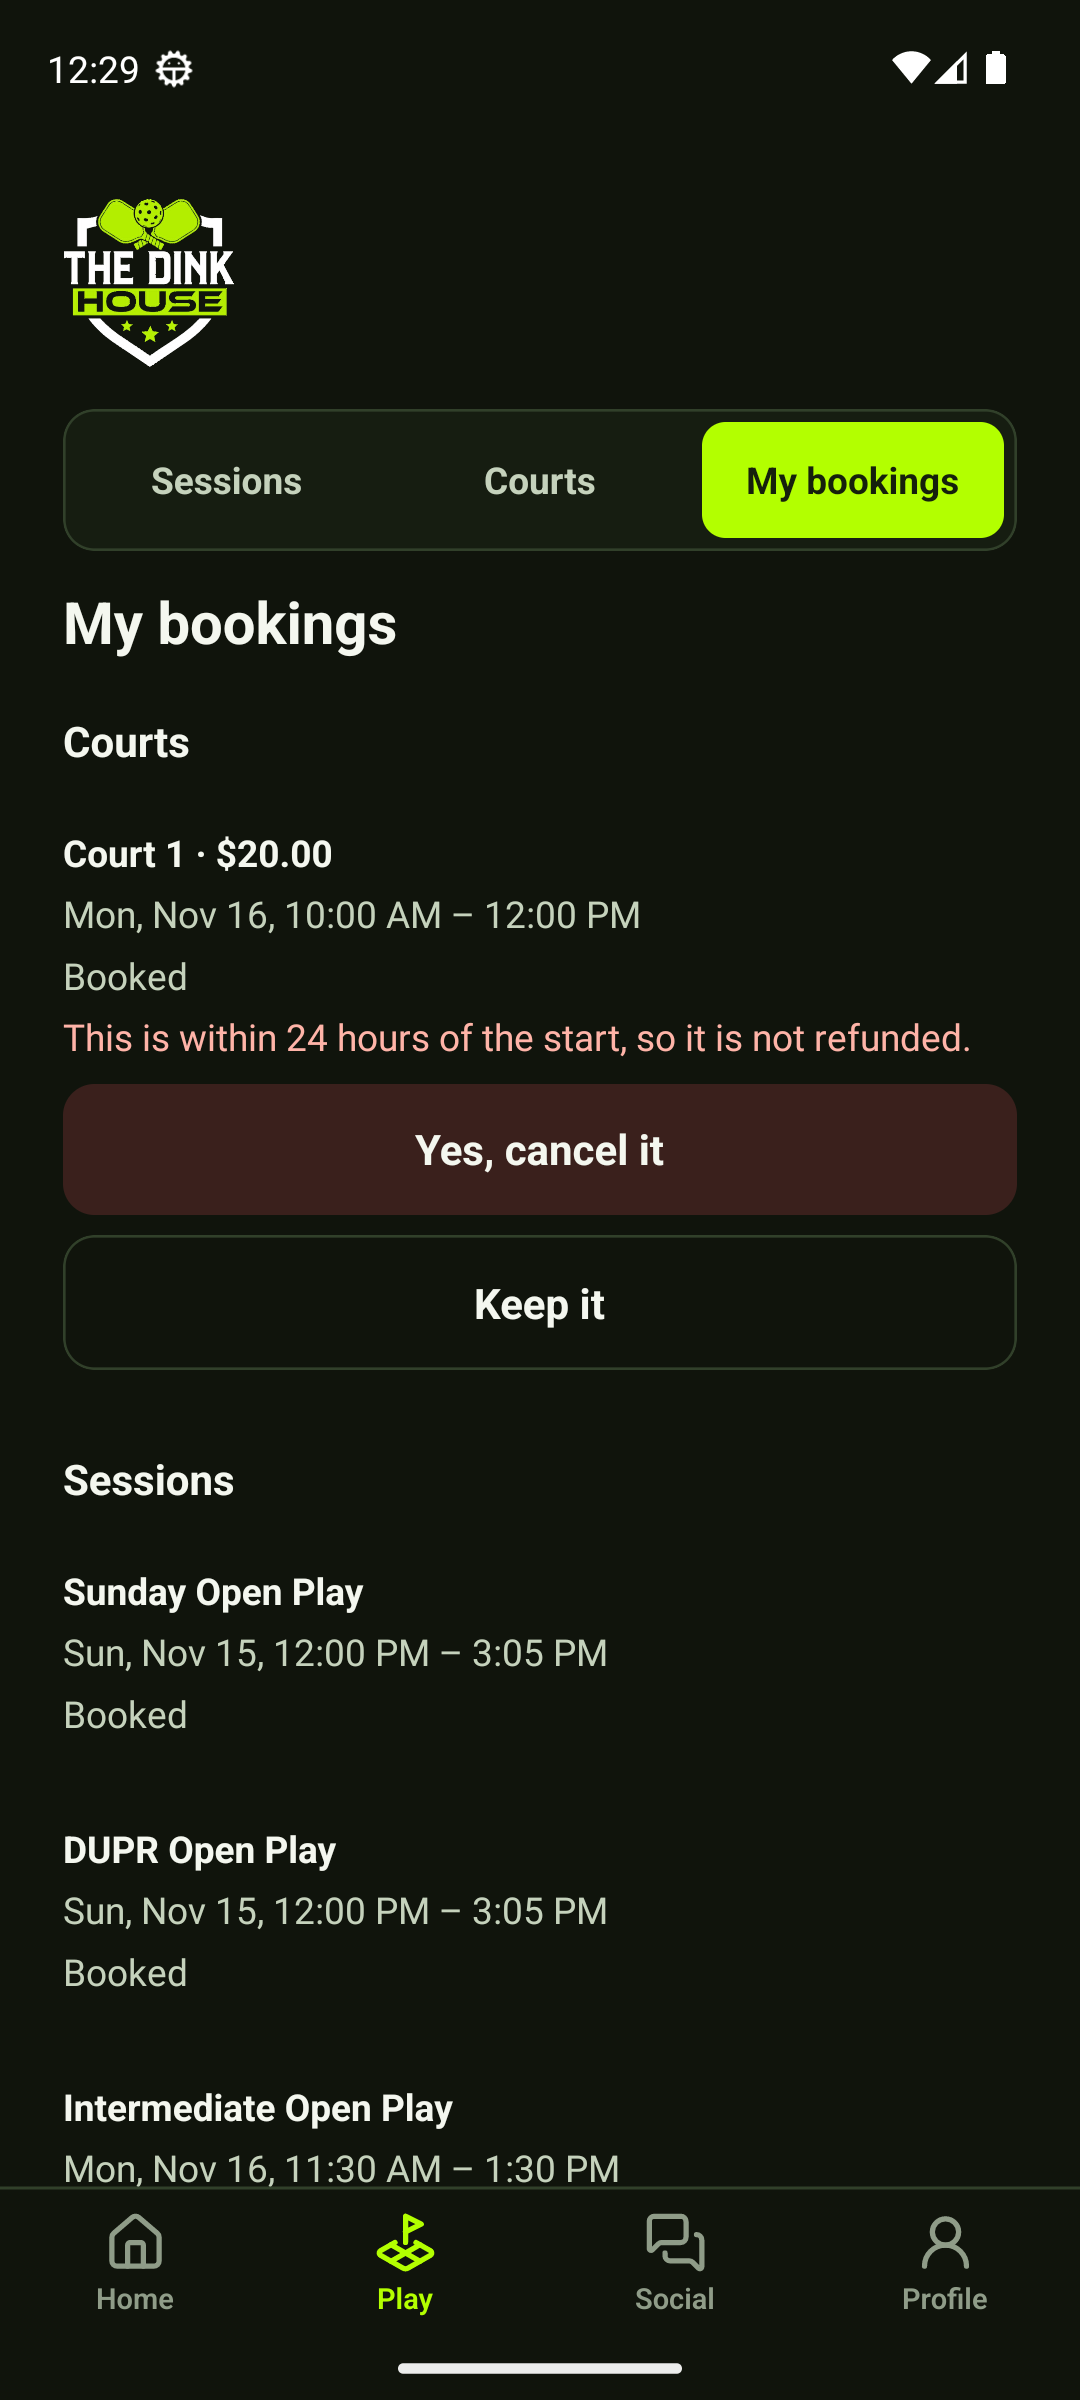 12:29
THE DINK
HOUSE
Sessions
Courts
My bookings
My bookings
Courts
Court 1 · $20.00
Mon, Nov 16, 10:00 AM – 12:00 PM
Booked
This is within 24 hours of the start, so it is not refunded.
Yes, cancel it
Keep it
Sessions
Sunday Open Play
Sun, Nov 15, 12:00 PM – 3:05 PM
Booked
DUPR Open Play
Sun, Nov 15, 12:00 PM – 3:05 PM
Booked
Intermediate Open Play
Mon, Nov 16, 11:30 AM – 1:30 PM
Home
Play
Social
Profile